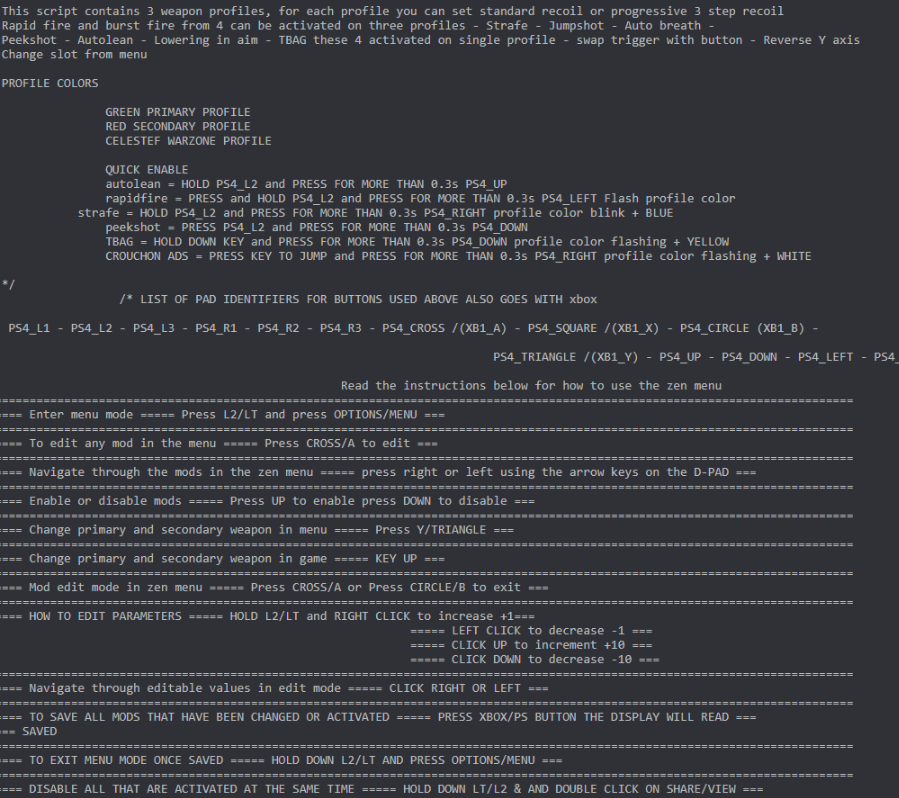 This script contains 3 weapon profiles, for each profile you can set standard recoil or progressive 3 step recoil
Rapid fire and burst fire from 4 can be activated on three profiles - Strafe - Jumpshot - Auto breath -
Peekshot - Autolean - Lowering in aim - TBAG these 4 activated on single profile - swap trigger with button - Reverse Y axis
Change slot from menu
PROFILE COLORS
GREEN PRIMARY PROFILE
RED SECONDARY PROFILE
CELESTEF WARZONE PROFILE
QUICK ENABLE
autolean = HOLD PS4_L2 and PRESS FOR MORE THAN 0.3s PS4_UP
rapidfire = PRESS and HOLD PS4_L2 and PRESS FOR MORE THAN 0.3s PS4_LEFT Flash profile color
strafe = HOLD PS4_L2 and PRESS FOR MORE THAN 0.3s PS4_RIGHT profile color blink + BLUE
peekshot = PRESS PS4_L2 and PRESS FOR MORE THAN 0.3s PS4_DOWN
TBAG = HOLD DOWN KEY and PRESS FOR MORE THAN 0.3s PS4_DOWN profile color flashing + YELLOW
CROUCHON ADS = PRESS KEY TO JUMP and PRESS FOR MORE THAN 0.3s PS4_RIGHT profile color flashing + WHITE
*/
/* LIST OF PAD IDENTIFIERS FOR BUTTONS USED ABOVE ALSO GOES WITH xbox
PS4_L1 - PS4_L2 - PS4_L3 - PS4_R1 - PS4_R2 - PS4_R3 - PS4_CROSS /(XB1_A) - PS4_SQUARE /(XB1_X) - PS4_CIRCLE (XB1_B) -
PS4_TRIANGLE /(XB1_Y) - PS4_UP - PS4_DOWN - PS4_LEFT - PS4_
Read the instructions below for how to use the zen menu
==== Enter menu mode ===== Press L2/LT and press OPTIONS/MENU ===
==== To edit any mod in the menu ===== Press CROSS/A to edit ===
==== Navigate through the mods in the zen menu ===== press right or left using the arrow keys on the D-PAD ===
==== Enable or disable mods ===== Press UP to enable press DOWN to disable ===
==== Change primary and secondary weapon in menu ===== Press Y/TRIANGLE ===
==== Change primary and secondary weapon in game ===== KEY UP ===
==== Mod edit mode in zen menu ===== Press CROSS/A or Press CIRCLE/B to exit ===
==== HOW TO EDIT PARAMETERS ===== HOLD L2/LT and RIGHT CLICK to increase +1===
===== LEFT CLICK to decrease -1 ===
===== CLICK UP to increment +10 ===
===== CLICK DOWN to decrease -10 ===
==== Navigate through editable values in edit mode ===== CLICK RIGHT OR LEFT ===
==== TO SAVE ALL MODS THAT HAVE BEEN CHANGED OR ACTIVATED ===== PRESS XBOX/PS BUTTON THE DISPLAY WILL READ ===
=== SAVED
==== TO EXIT MENU MODE ONCE SAVED ===== HOLD DOWN L2/LT AND PRESS OPTIONS/MENU ===
==== DISABLE ALL THAT ARE ACTIVATED AT THE SAME TIME ===== HOLD DOWN LT/L2 & AND DOUBLE CLICK ON SHARE/VIEW ===